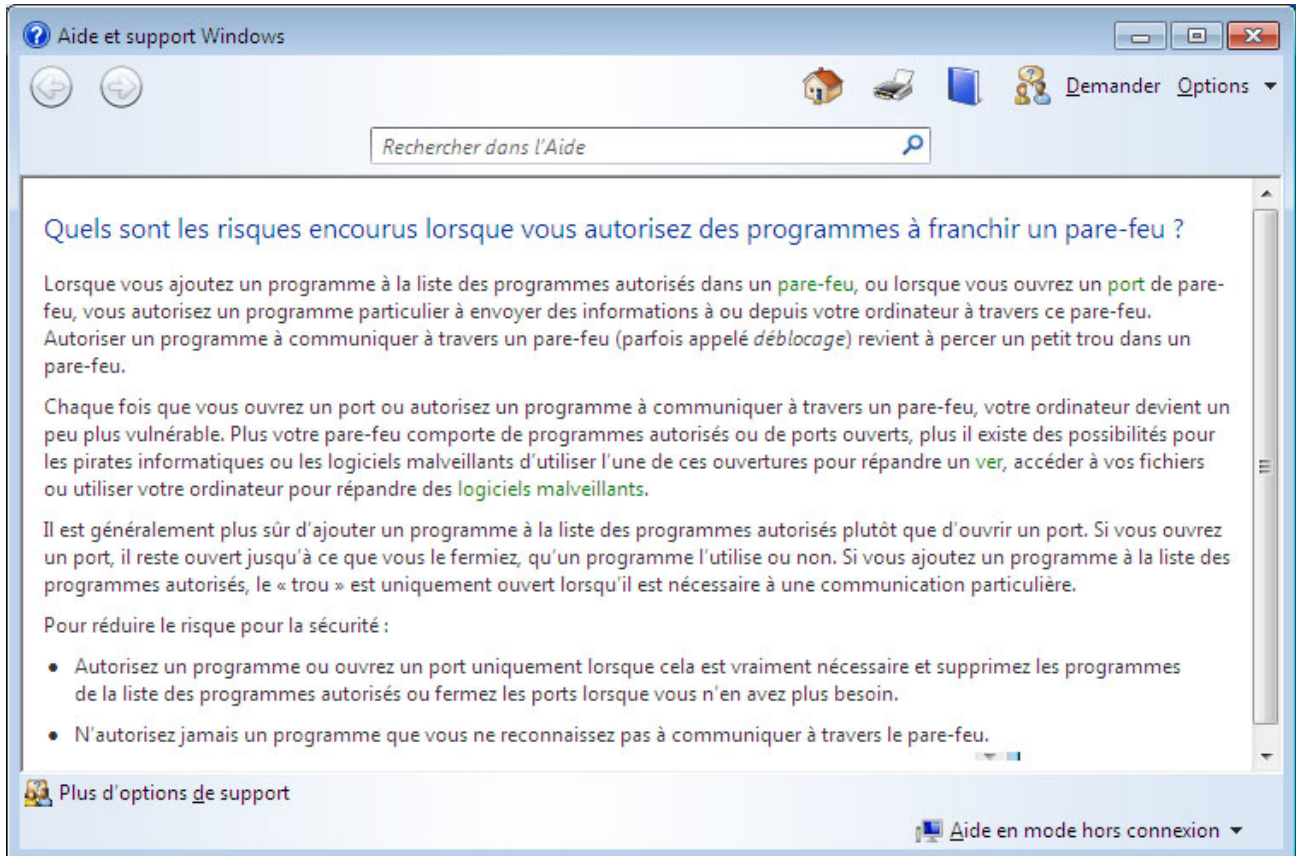 Aide et support Windows
Demander Options
Rechercher dans l'Aide
Quels sont les risques encourus lorsque vous autorisez des programmes à franchir un pare-feu ?
Lorsque vous ajoutez un programme à la liste des programmes autorisés dans un pare-feu, ou lorsque vous ouvrez un port de pare-
feu, vous autorisez un programme particulier à envoyer des informations à ou depuis votre ordinateur à travers ce pare-feu.
Autoriser un programme à communiquer à travers un pare-feu (parfois appelé déblocage) revient à percer un petit trou dans un
pare-feu.
Chaque fois que vous ouvrez un port ou autorisez un programme à communiquer à travers un pare-feu, votre ordinateur devient un
peu plus vulnérable. Plus votre pare-feu comporte de programmes autorisés ou de ports ouverts, plus il existe des possibilités pour
les pirates informatiques ou les logiciels malveillants d'utiliser l'une de ces ouvertures pour répandre un ver, accéder à vos fichiers
ou utiliser votre ordinateur pour répandre des logiciels malveillants.
Il est généralement plus sûr d'ajouter un programme à la liste des programmes autorisés plutôt que d'ouvrir un port. Si vous ouvrez
un port, il reste ouvert jusqu'à ce que vous le fermiez, qu'un programme l'utilise ou non. Si vous ajoutez un programme à la liste des
programmes autorisés, le « trou » est uniquement ouvert lorsqu'il est nécessaire à une communication particulière.
Pour réduire le risque pour la sécurité :
• Autorisez un programme ou ouvrez un port uniquement lorsque cela est vraiment nécessaire et supprimez les programmes
de la liste des programmes autorisés ou fermez les ports lorsque vous n'en avez plus besoin.
• N'autorisez jamais un programme que vous ne reconnaissez pas à communiquer à travers le pare-feu.
Plus d'options de support
Aide en mode hors connexion